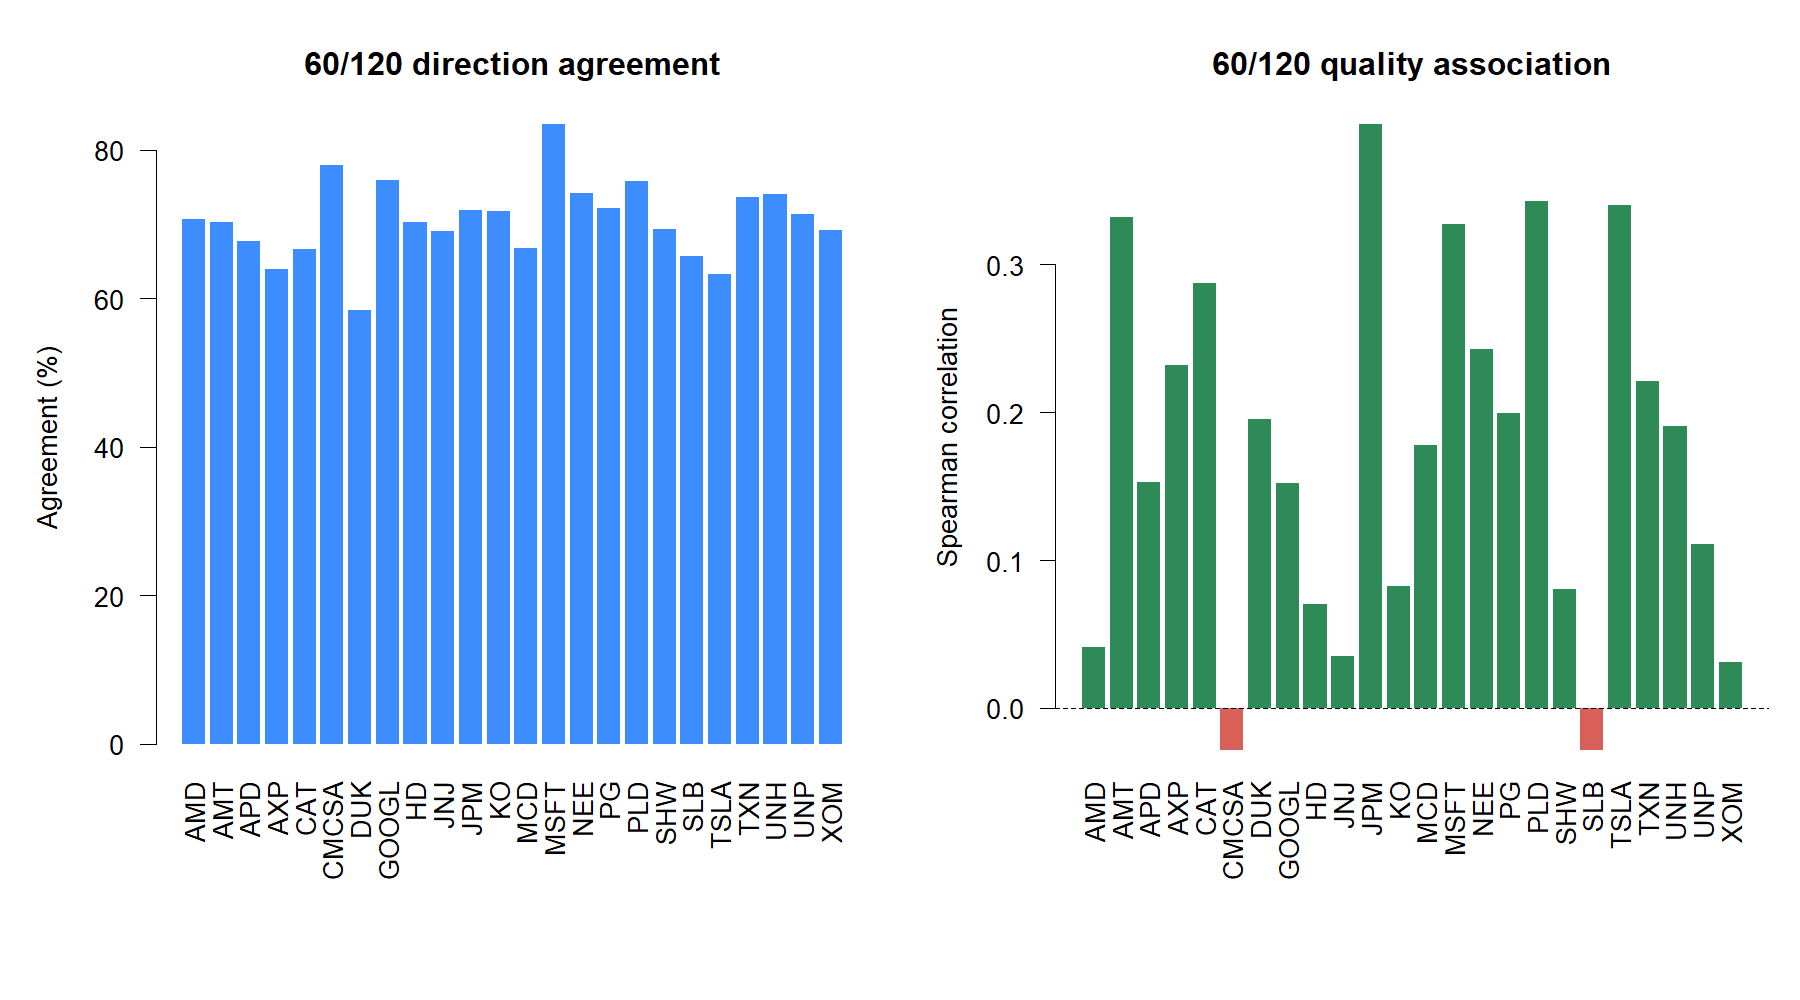 60/120 direction agreement
Agreement (%)
80
60
40
20
0
AMD
AMT
APD
AXP
CAT
CMCSA
DUK
GOOGL
HD
JNJ
JPM
KO
MCD
MSFT
NEE
PG
PLD
SHW
SLB
TSLA
TXN
UNH
UNP
XOM
60/120 quality association
Spearman correlation
0.3
0.2
0.1
0.0
AMD
AMT
APD
AXP
CAT
CMCSA
DUK
GOOGL
HD
JNJ
JPM
KO
MCD
MSFT
NEE
PG
PLD
SHW
SLB
TSLA
TXN
UNH
UNP
XOM